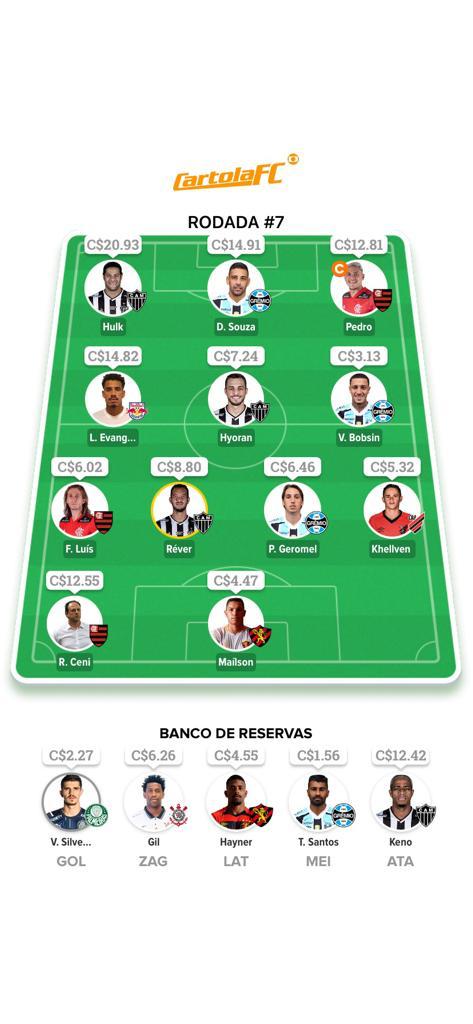 CartolaFC
RODADA #7
C$20.93 C$14.91 C$12.81
C
Hulk D. Souza Pedro
C$14.82 C$7.24 C$3.13
L. Evang... Hyoran V. Bobsin
C$6.02 C$8.80 C$6.46 C$5.32
F. Luís Réver P. Geromel Khellven
C$12.55 C$4.47
R. Ceni Maílson
BANCO DE RESERVAS
C$2.27 C$6.26 C$4.55 C$1.56 C$12.42
V. Silve... Gil Hayner T. Santos Keno
GOL ZAG LAT MEI ATA